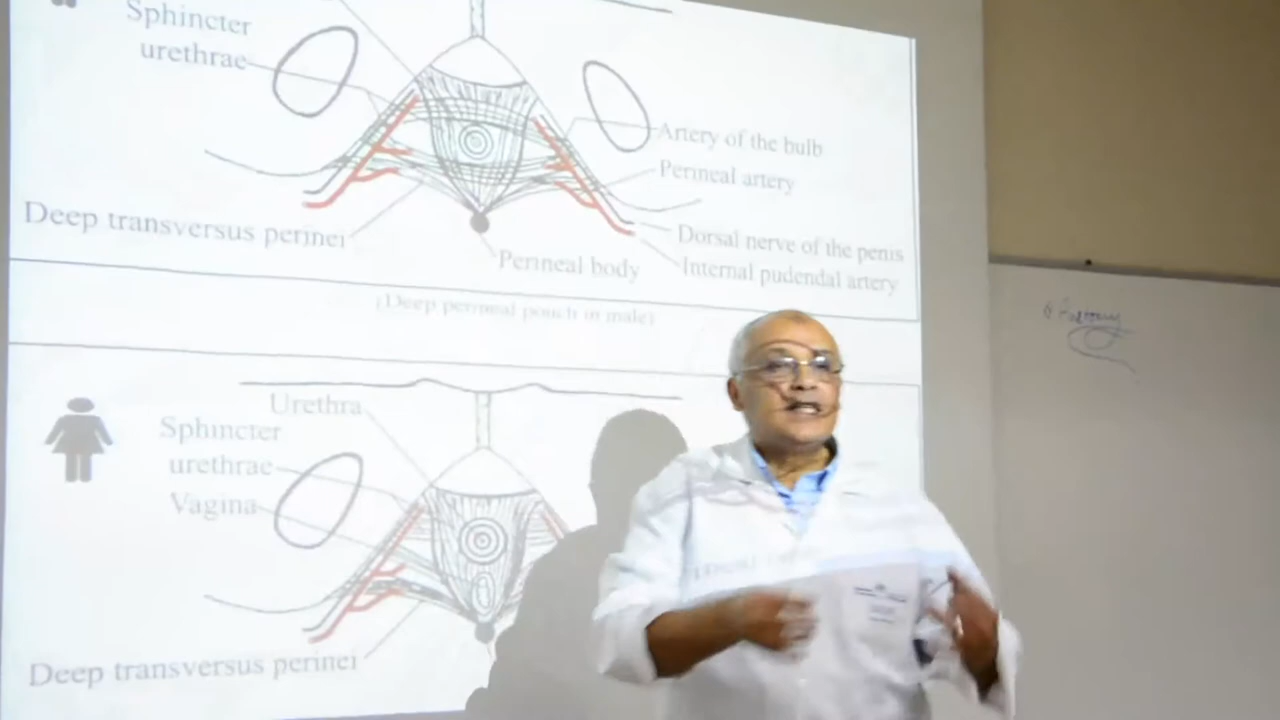 Sphincter
urethrae
Artery of the bulb
Perineal artery
Deep transversus perinei
Dorsal nerve of the penis
Perineal body
Internal pudendal artery
(Deep perineal pouch in male)
Urethra
Sphincter
urethrae
Vagina
Deep transversus perinei